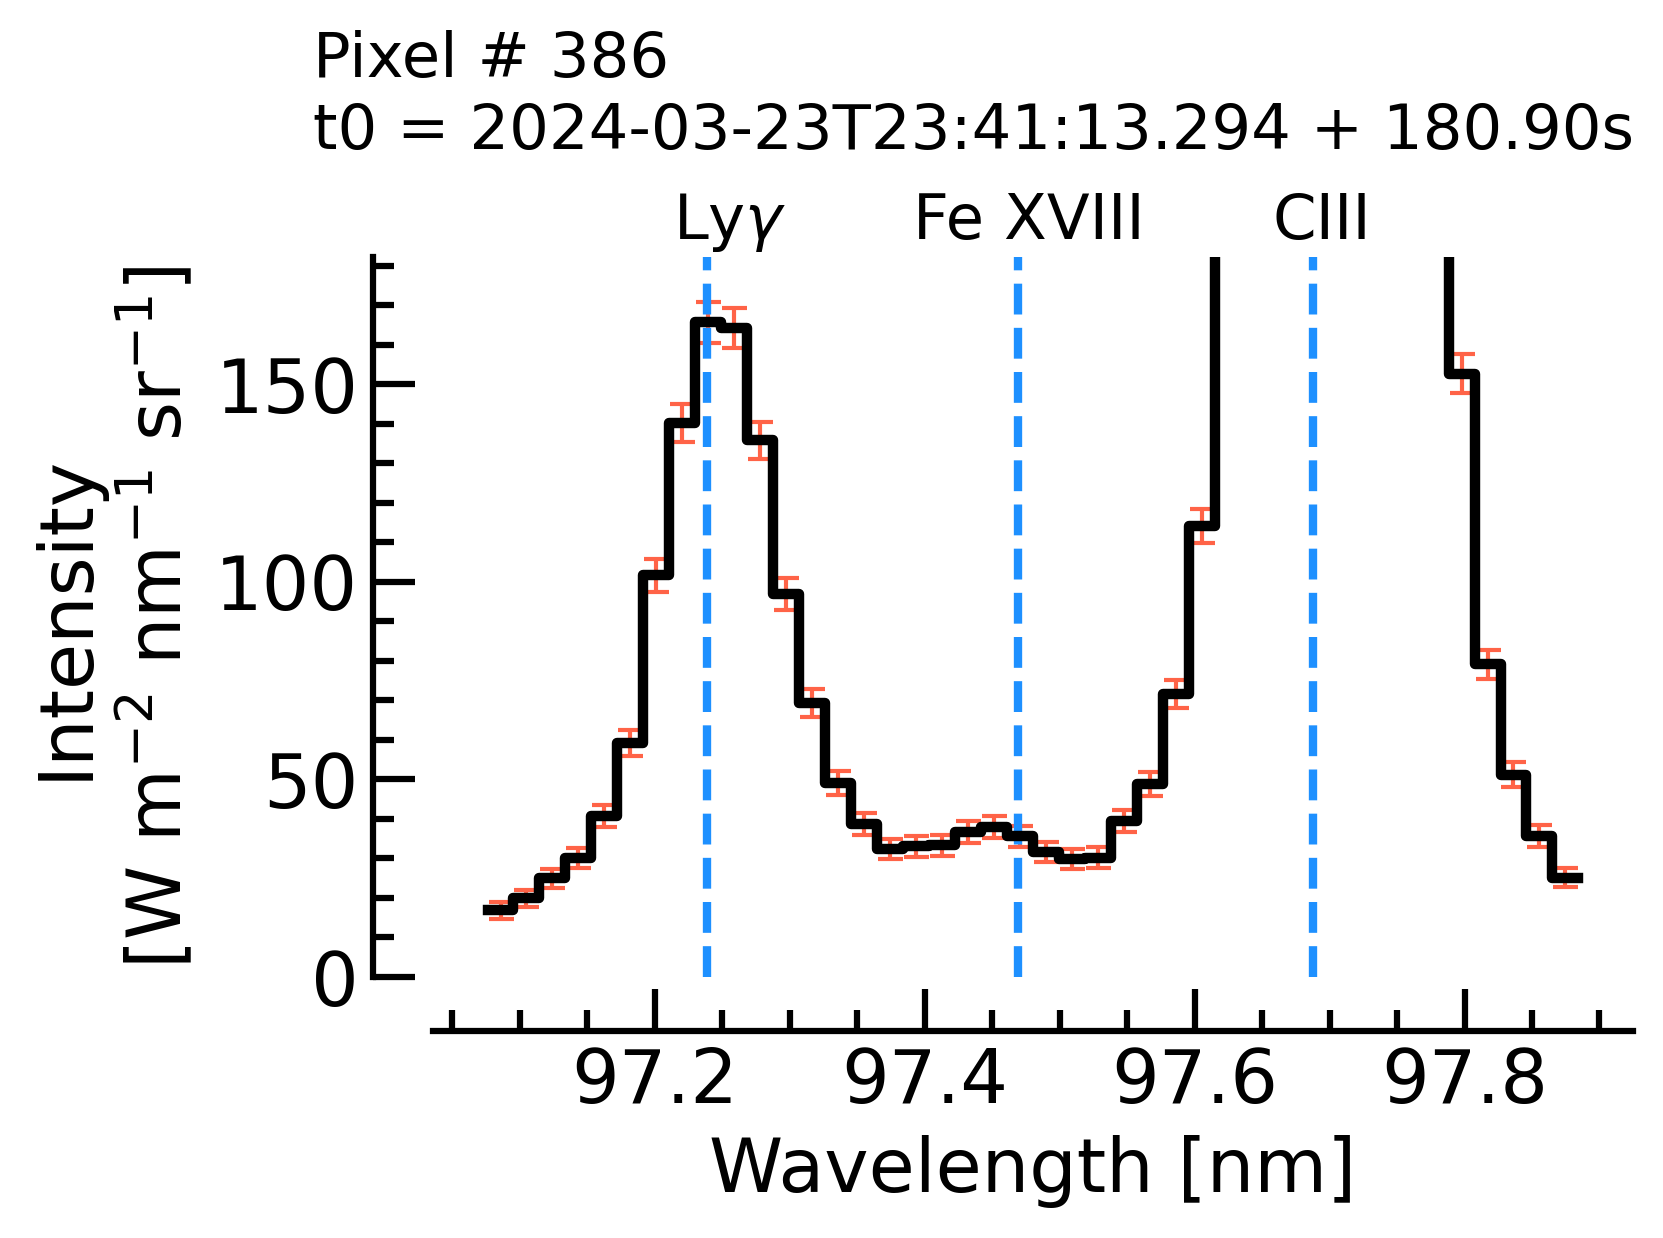 Pixel # 386
t0 = 2024-03-23T23:41:13.294 + 180.90s
Lyγ Fe XVIII CIII
Intensity
[W m⁻² nm⁻¹ sr⁻¹]
150
100
50
0
97.2 97.4 97.6 97.8
Wavelength [nm]